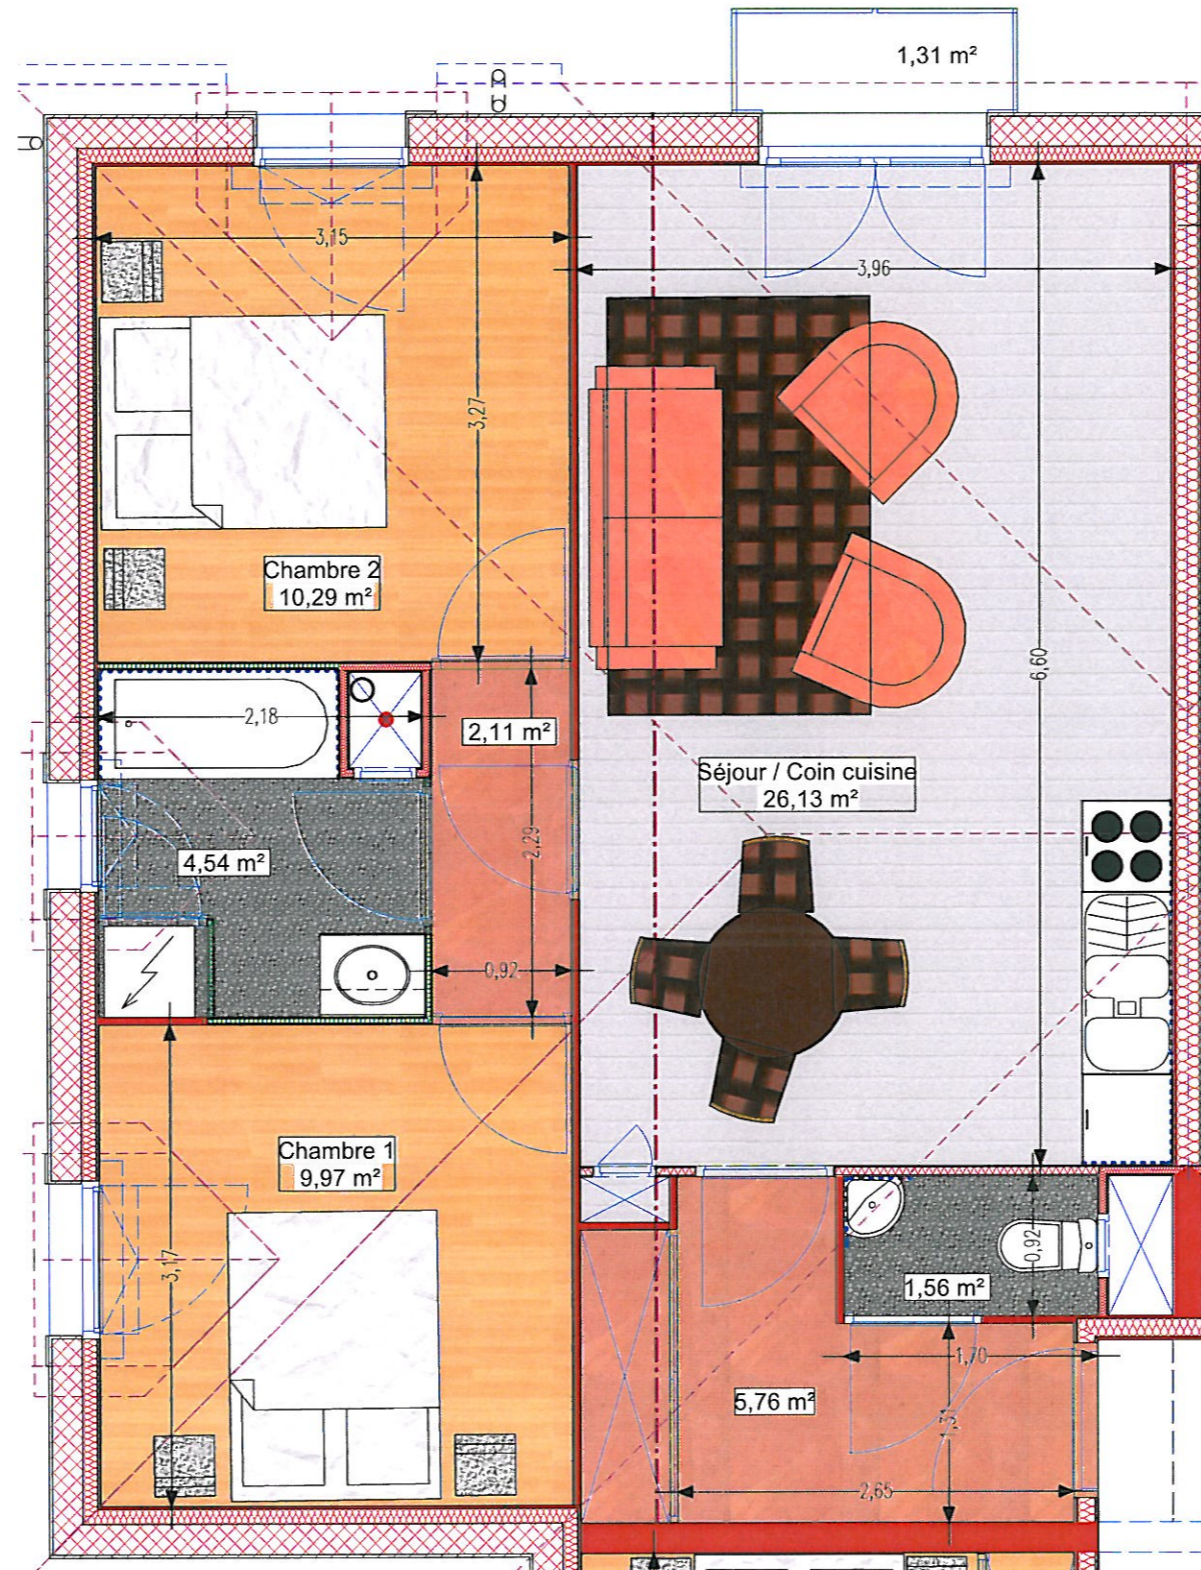 1,31 m²
3,15
3,96
3,27
Chambre 2
10,29 m²
6,60
2,18
2,11 m²
Séjour / Coin cuisine
26,13 m²
2,29
4,54 m²
0,92
Chambre 1
9,97 m²
3,17
0,92
1,56 m²
1,70
5,76 m²
2,65